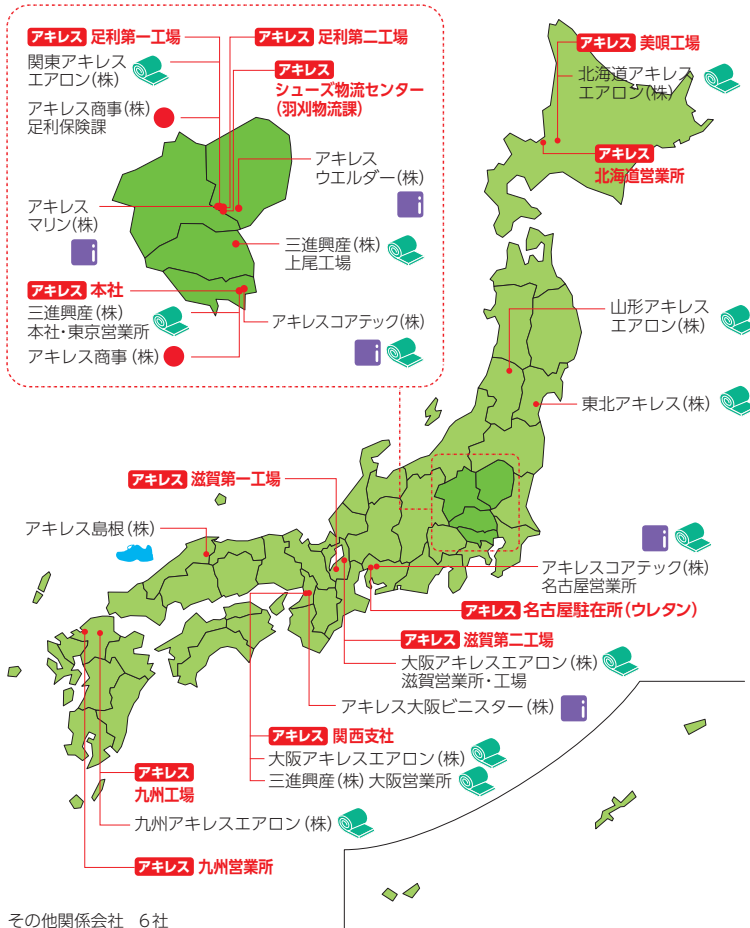 アキレス 足利第一工場
関東アキレス
エアロン(株)
アキレス商事(株)
足利保険課
アキレス 足利第二工場
アキレス
シューズ物流センター
(羽刈物流課)
アキレス
ウエルダー(株)
アキレス
マリン(株)
三進興産(株)
上尾工場
アキレス 本社
三進興産(株)
本社・東京営業所
アキレス商事(株)
アキレスコアテック(株)
アキレス 美唄工場
北海道アキレス
エアロン(株)
アキレス
北海道営業所
山形アキレス
エアロン(株)
東北アキレス(株)
アキレス 滋賀第一工場
アキレス島根(株)
アキレスコアテック(株)
名古屋営業所
アキレス 名古屋駐在所(ウレタン)
アキレス 滋賀第二工場
大阪アキレスエアロン(株)
滋賀営業所・工場
アキレス大阪ビニスター(株)
アキレス 関西支社
大阪アキレスエアロン(株)
三進興産(株) 大阪営業所
アキレス
九州工場
九州アキレスエアロン(株)
アキレス 九州営業所
その他関係会社 6社